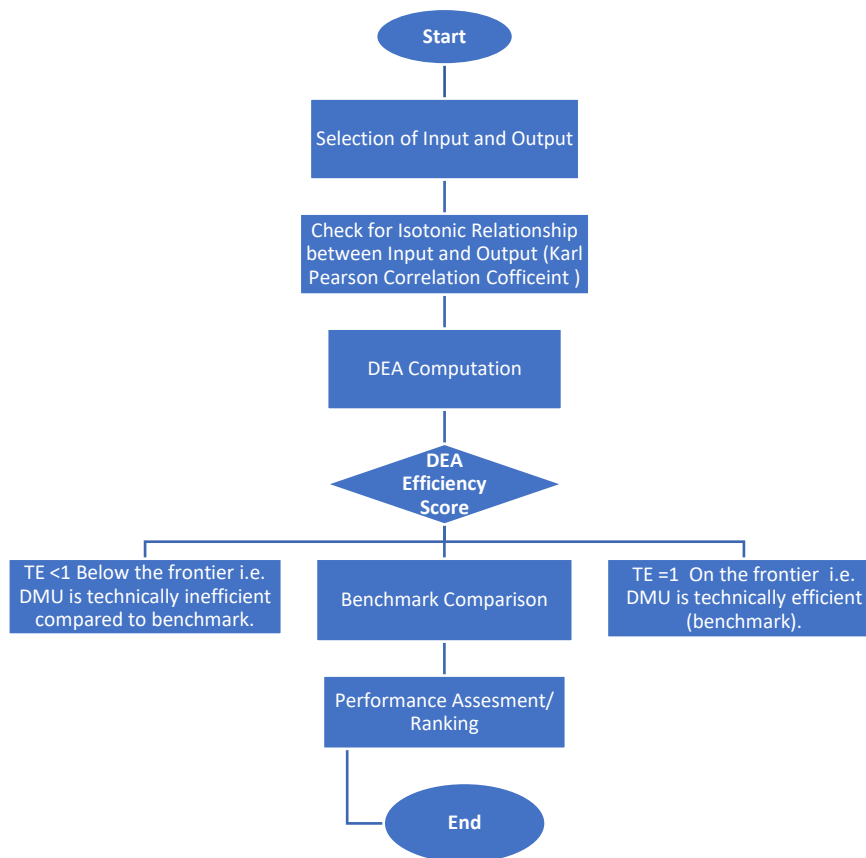 Start
Selection of Input and Output
Check for Isotonic Relationship
between Input and Output (Karl
Pearson Correlation Cofficeint )
DEA Computation
DEA
Efficiency
Score
TE <1 Below the frontier i.e.
DMU is technically inefficient
compared to benchmark.
Benchmark Comparison
TE =1  On the frontier  i.e.
DMU is technically efficient
(benchmark).
Performance Assesment/
Ranking
End